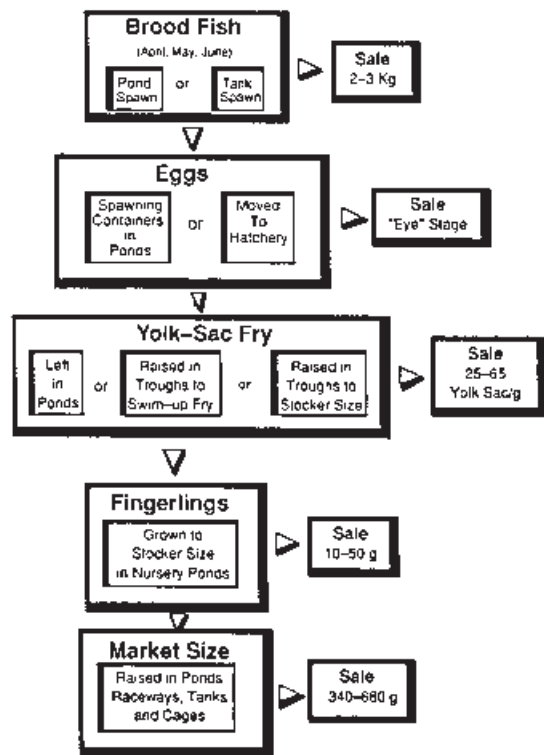 Brood Fish
(April, May, June)
Pond
Spawn
or
Tank
Spawn
Sale
2–3 Kg
Eggs
Spawning
Containers
in
Ponds
or
Moved
To
Hatchery
Sale
"Eye" Stage
Yolk–Sac Fry
Left
in
Ponds
or
Raised in
Troughs to
Swim–up Fry
or
Raised in
Troughs to
Stocker Size
Sale
25–65
Yolk Sac/g
Fingerlings
Grown to
Stocker Size
in Nursery Ponds
Sale
10–50 g
Market Size
Raised in Ponds
Raceways, Tanks
and Cages
Sale
340–680 g